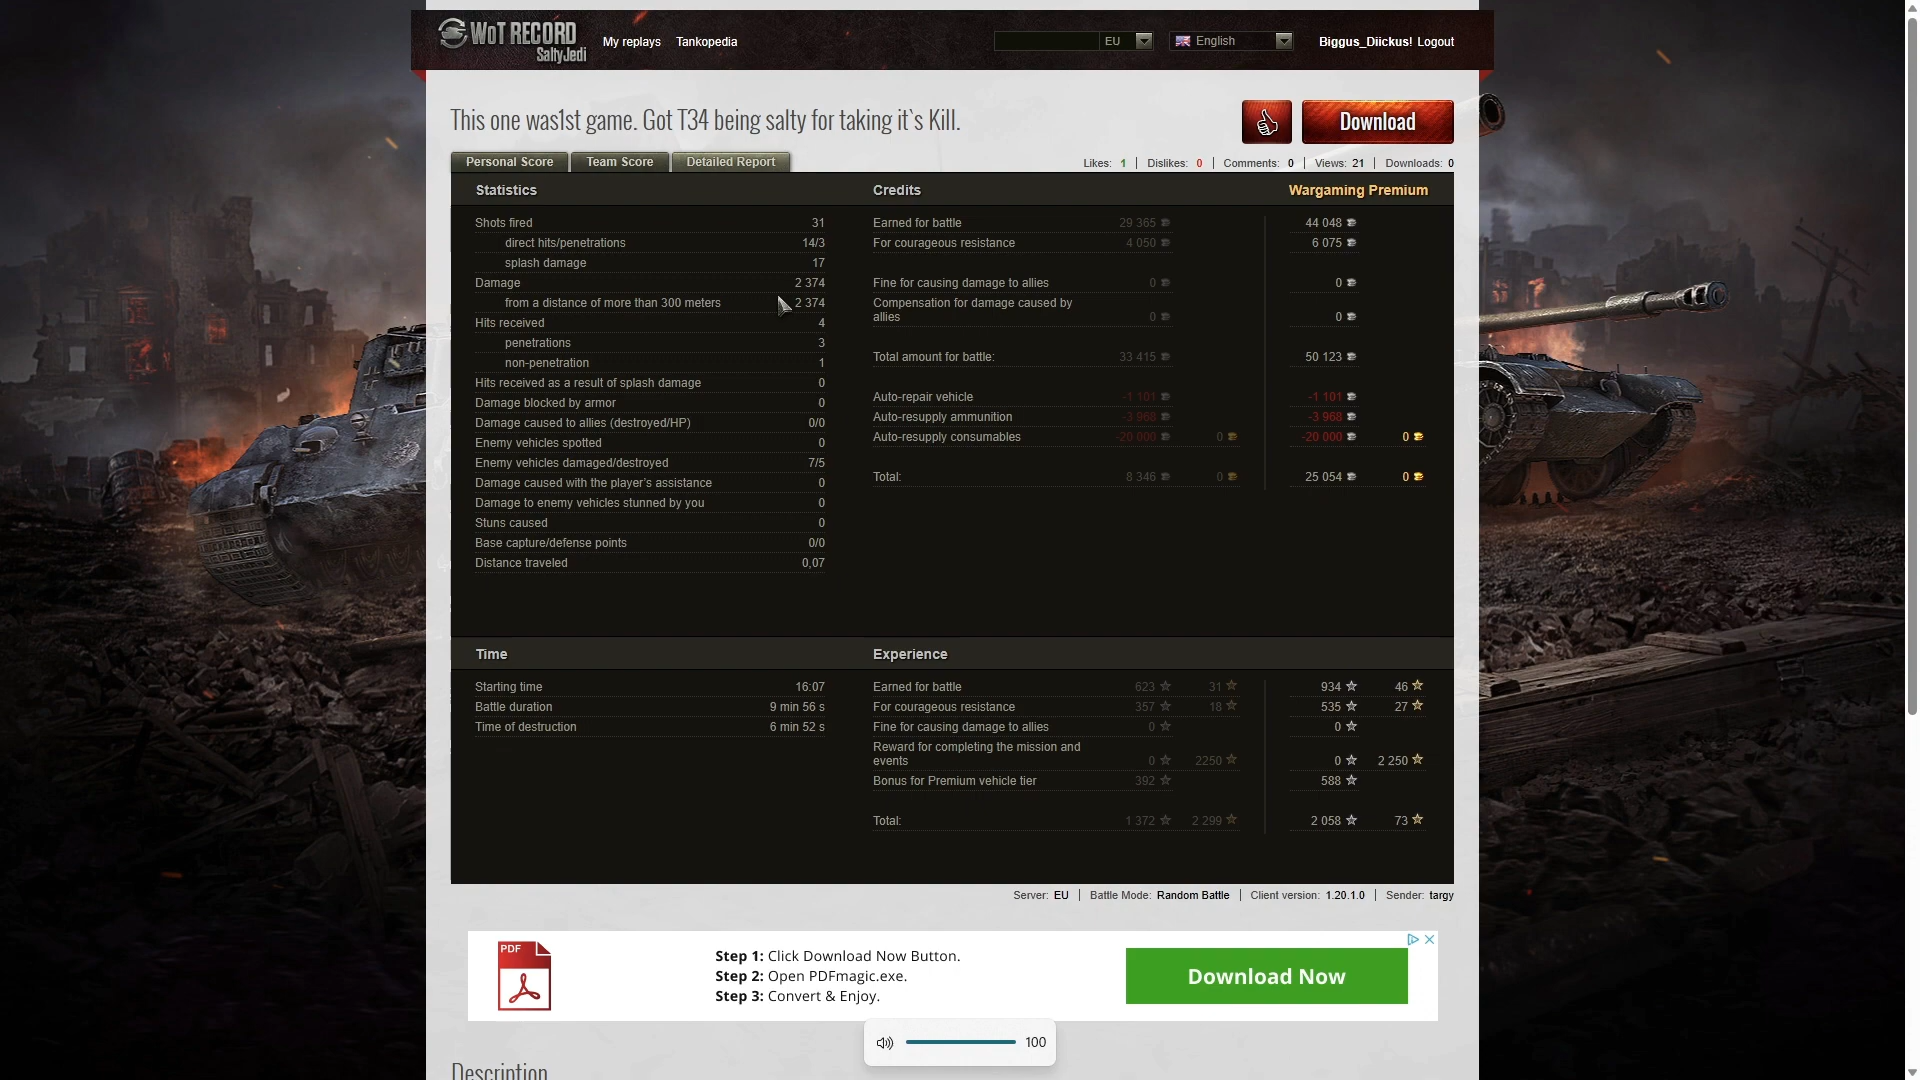 WoT RECORD
SaltyJedi
My replays Tankopedia EU English Biggus_Diickus! Logout
This one was1st game. Got T34 being salty for taking it`s Kill. Download
Personal Score Team Score Detailed Report Likes: 1 | Dislikes: 0 | Comments: 0 | Views: 21 | Downloads: 0
Statistics Credits Wargaming Premium
Shots fired 31 Earned for battle 29 365 44 048
direct hits/penetrations 14/3 For courageous resistance 4 050 6 075
splash damage 17
Damage 2 374 Fine for causing damage to allies 0 0
from a distance of more than 300 meters 2 374 Compensation for damage caused by
allies 0 0
Hits received 4
penetrations 3 Total amount for battle: 33 415 50 123
non-penetration 1
Hits received as a result of splash damage 0
Damage blocked by armor 0 Auto-repair vehicle -1 101 -1 101
Damage caused to allies (destroyed/HP) 0/0 Auto-resupply ammunition -3 968 -3 968
Enemy vehicles spotted 0 Auto-resupply consumables -20 000 0 -20 000 0
Enemy vehicles damaged/destroyed 7/5
Damage caused with the player's assistance 0 Total: 8 346 0 25 054 0
Damage to enemy vehicles stunned by you 0
Stuns caused 0
Base capture/defense points 0/0
Distance traveled 0,07
Time Experience
Starting time 16:07 Earned for battle 623 31 934 46
Battle duration 9 min 56 s For courageous resistance 357 18 535 27
Time of destruction 6 min 52 s Fine for causing damage to allies 0 0
Reward for completing the mission and
events 0 2250 0 2 250
Bonus for Premium vehicle tier 392 588
Total: 1 372 2 299 2 058 73
Server: EU | Battle Mode: Random Battle | Client version: 1.20.1.0 | Sender: targy
PDF
Step 1: Click Download Now Button.
Step 2: Open PDFmagic.exe.
Step 3: Convert & Enjoy.
Download Now
100
Description